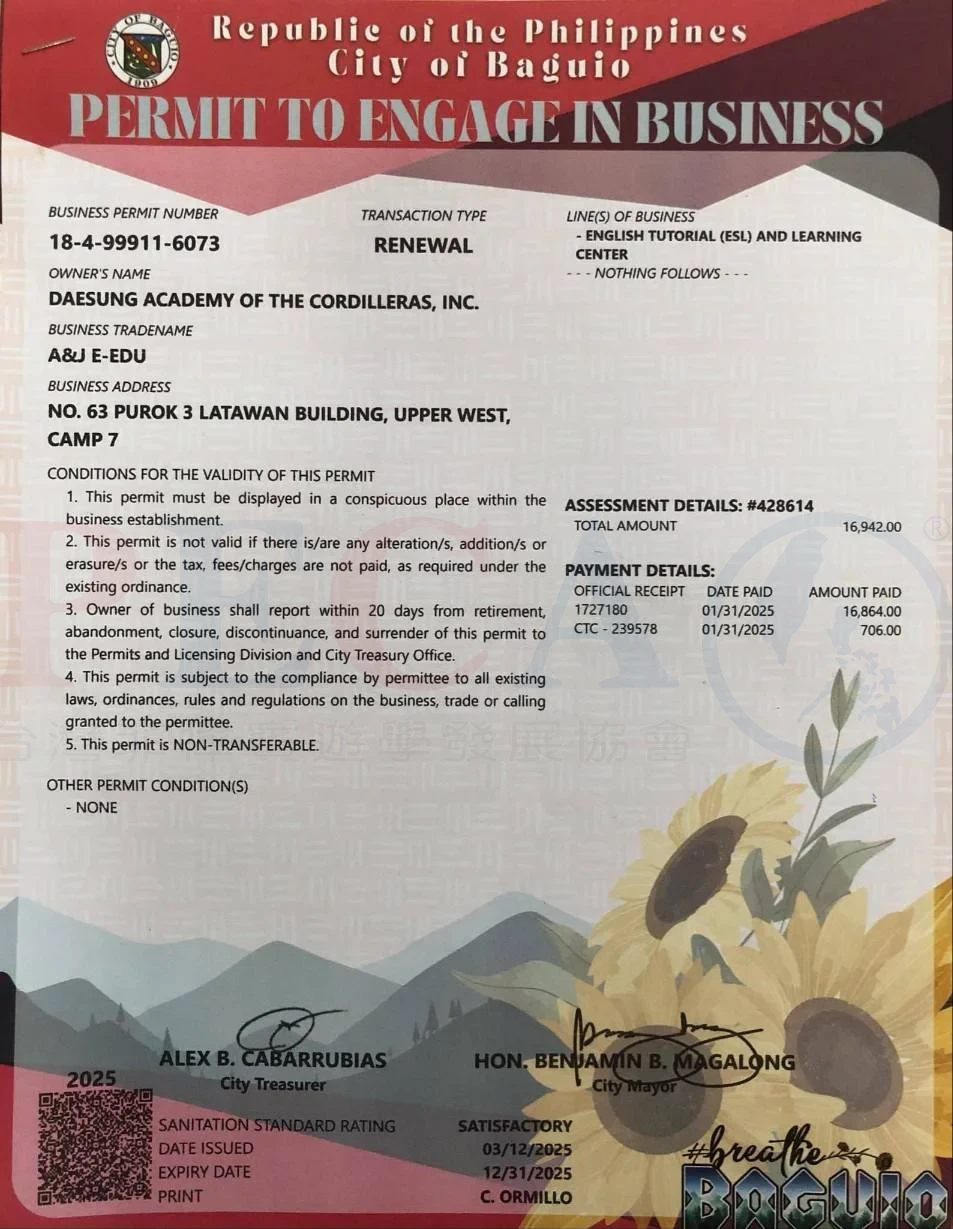 CITY OF BAGUIO
1909
Republic of the Philippines
City of Baguio
PERMIT TO ENGAGE IN BUSINESS
BUSINESS PERMIT NUMBER
18-4-99911-6073
TRANSACTION TYPE
RENEWAL
LINE(S) OF BUSINESS
- ENGLISH TUTORIAL (ESL) AND LEARNING
CENTER
- - - NOTHING FOLLOWS - - -
OWNER'S NAME
DAESUNG ACADEMY OF THE CORDILLERAS, INC.
BUSINESS TRADENAME
A&J E-EDU
BUSINESS ADDRESS
NO. 63 PUROK 3 LATAWAN BUILDING, UPPER WEST,
CAMP 7
CONDITIONS FOR THE VALIDITY OF THIS PERMIT
1. This permit must be displayed in a conspicuous place within the
business establishment.
2. This permit is not valid if there is/are any alteration/s, addition/s or
erasure/s or the tax, fees/charges are not paid, as required under the
existing ordinance.
3. Owner of business shall report within 20 days from retirement,
abandonment, closure, discontinuance, and surrender of this permit to
the Permits and Licensing Division and City Treasury Office.
4. This permit is subject to the compliance by permittee to all existing
laws, ordinances, rules and regulations on the business, trade or calling
granted to the permittee.
5. This permit is NON-TRANSFERABLE.
OTHER PERMIT CONDITION(S)
- NONE
ASSESSMENT DETAILS: #428614
TOTAL AMOUNT 16,942.00
PAYMENT DETAILS:
OFFICIAL RECEIPT DATE PAID AMOUNT PAID
1727180 01/31/2025 16,864.00
CTC - 239578 01/31/2025 706.00
®
遊學發展協會
ALEX B. CABARRUBIAS
City Treasurer
HON. BENJAMIN B. MAGALONG
City Mayor
2025
SANITATION STANDARD RATING SATISFACTORY
DATE ISSUED 03/12/2025
EXPIRY DATE 12/31/2025
PRINT C. ORMILLO
#breathe
BAGUIO